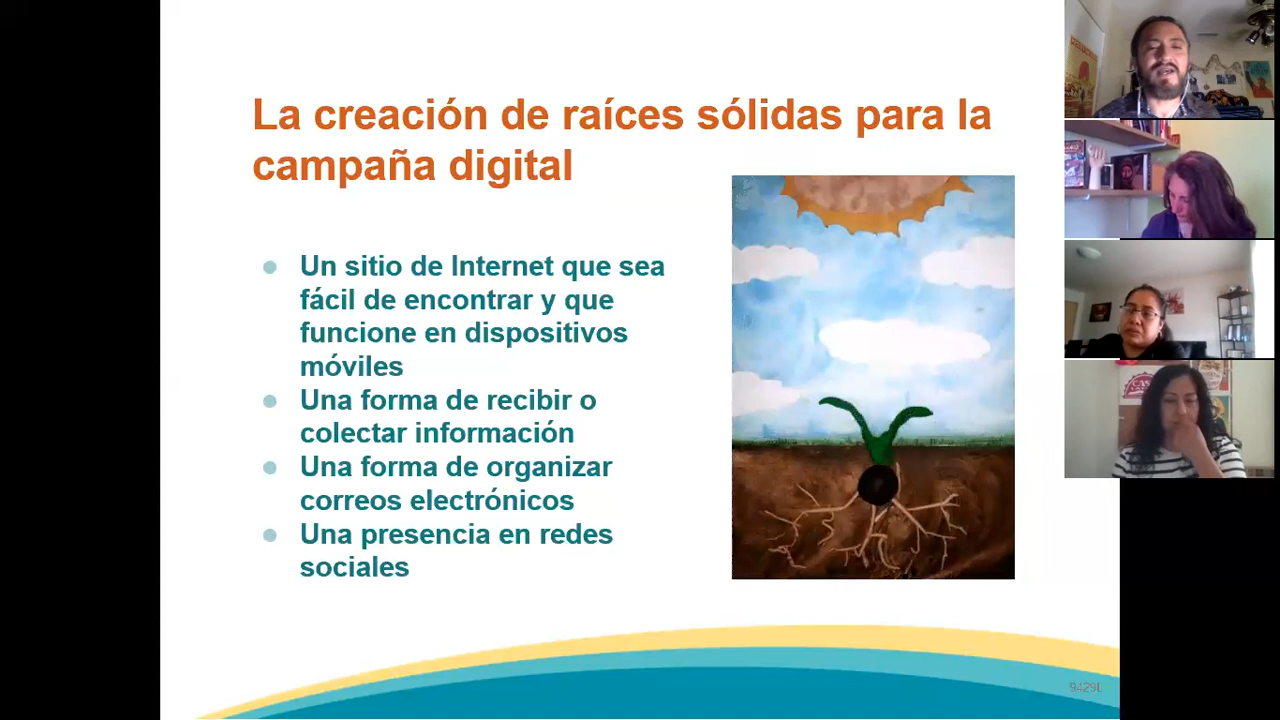 La creación de raíces sólidas para la
campaña digital
Un sitio de Internet que sea
fácil de encontrar y que
funcione en dispositivos
móviles
Una forma de recibir o
colectar información
Una forma de organizar
correos electrónicos
Una presencia en redes
sociales